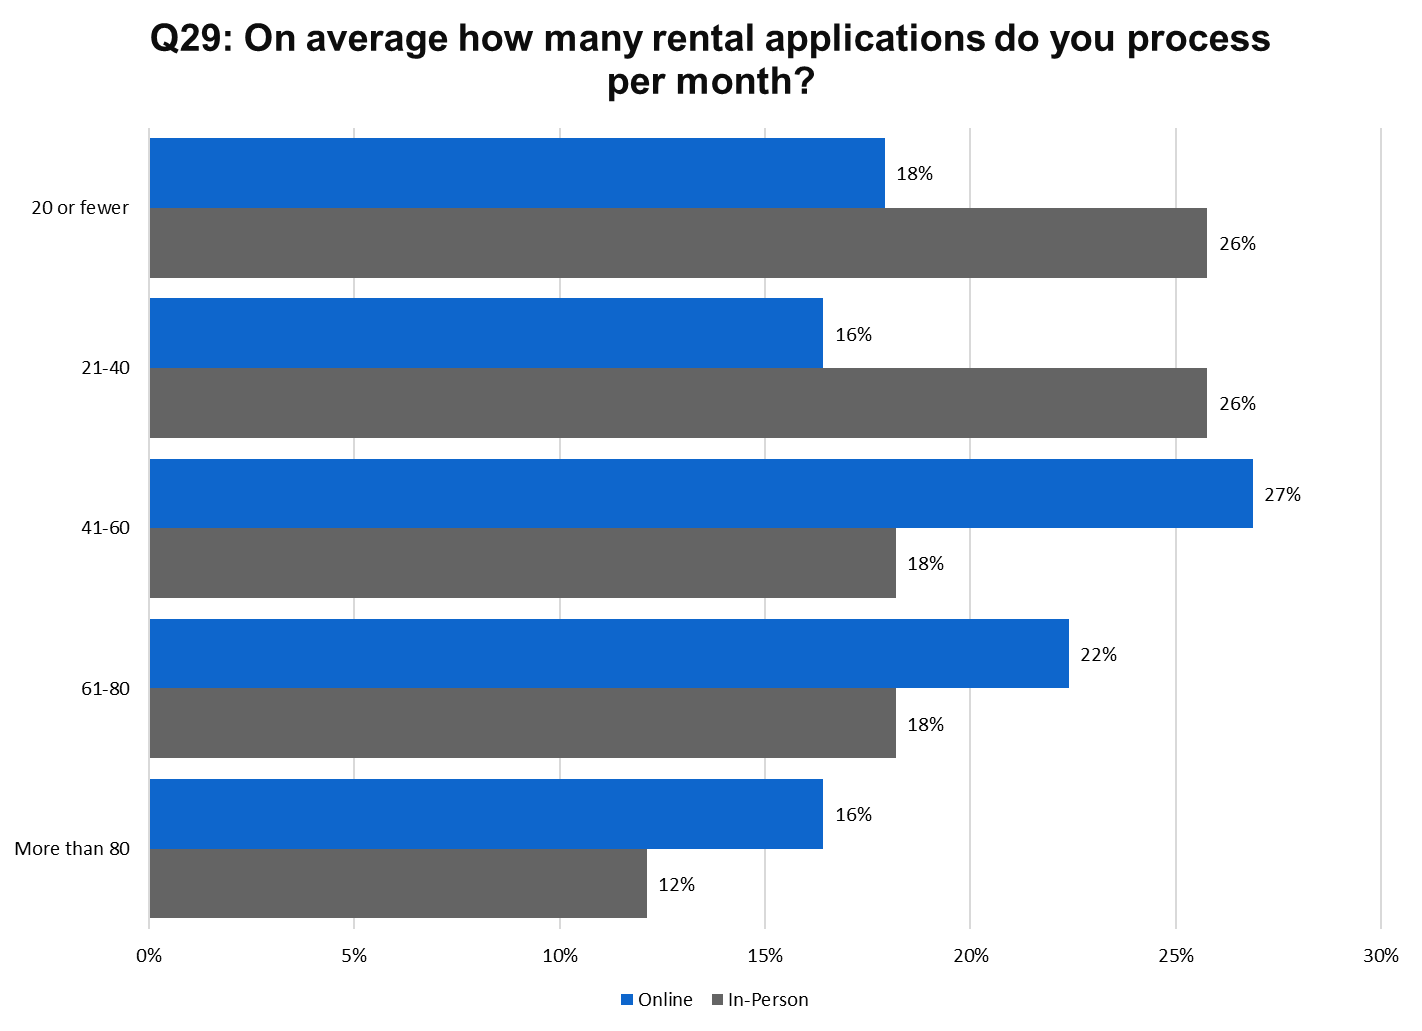 Q29: On average how many rental applications do you process
per month?
20 or fewer
18%
26%
21-40
16%
26%
41-60
27%
18%
61-80
22%
18%
More than 80
16%
12%
0% 5% 10% 15% 20% 25% 30%
Online In-Person